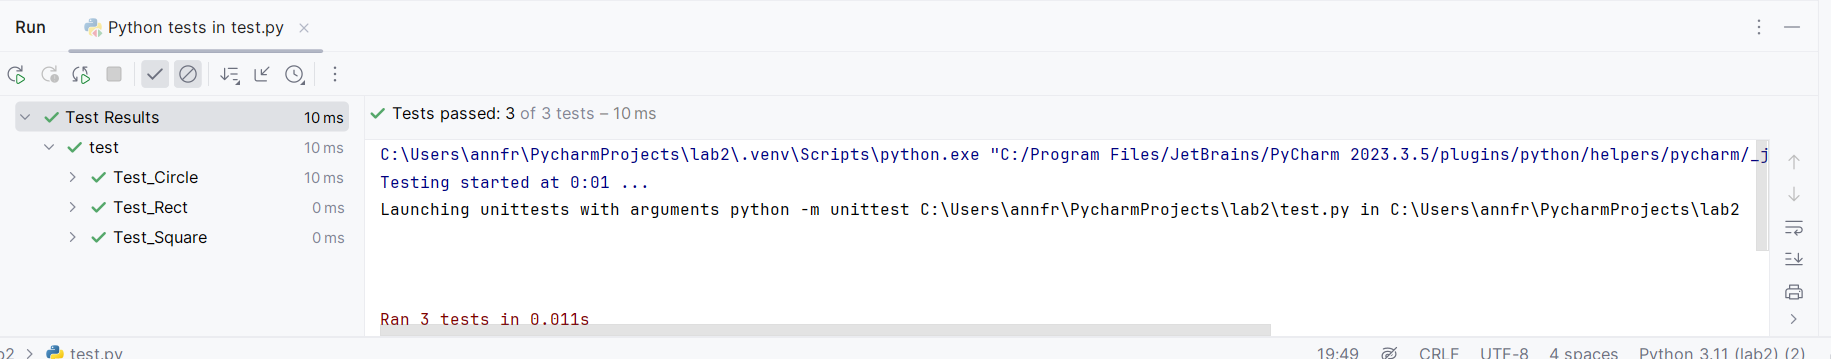 Run Python tests in test.py
Test Results 10 ms
test 10 ms
Test_Circle 10 ms
Test_Rect 0 ms
Test_Square 0 ms
Tests passed: 3 of 3 tests – 10 ms
C:\Users\annfr\PycharmProjects\lab2\.venv\Scripts\python.exe "C:/Program Files/JetBrains/PyCharm 2023.3.5/plugins/python/helpers/pycharm/_j
Testing started at 0:01 ...
Launching unittests with arguments python -m unittest C:\Users\annfr\PycharmProjects\lab2\test.py in C:\Users\annfr\PycharmProjects\lab2
Ran 3 tests in 0.011s
b2 > test.py 19:49 CRLF UTF-8 4 spaces Python 3.11 (lab2) (2)